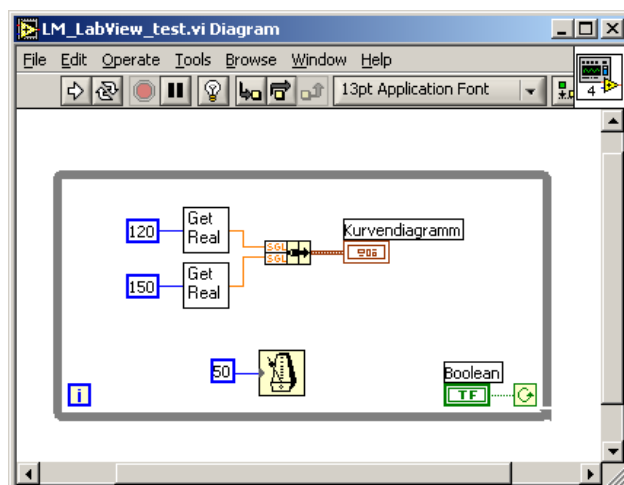 LM_LabView_test.vi Diagram
File Edit Operate Tools Browse Window Help
13pt Application Font
4
120
Get
Real
SGL
SGL
Kurvendiagramm
150
Get
Real
50
Boolean
i
TF